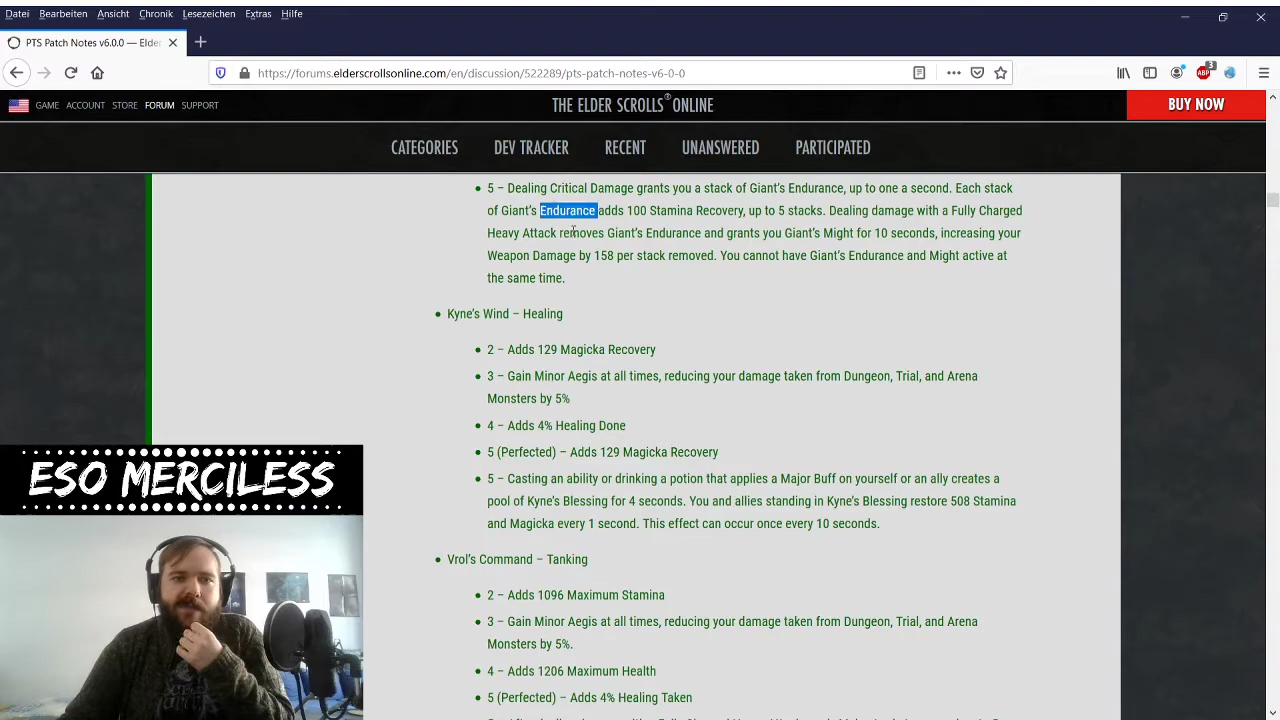 Datei Bearbeiten Ansicht Chronik Lesezeichen Extras Hilfe
PTS Patch Notes v6.0.0 — Elder
https://forums.elderscrollsonline.com/en/discussion/522289/pts-patch-notes-v6-0-0
ABP 3
GAME ACCOUNT STORE FORUM SUPPORT
THE ELDER SCROLLS® ONLINE
BUY NOW
CATEGORIES DEV TRACKER RECENT UNANSWERED PARTICIPATED
5 – Dealing Critical Damage grants you a stack of Giant's Endurance, up to one a second. Each stack
of Giant's Endurance adds 100 Stamina Recovery, up to 5 stacks. Dealing damage with a Fully Charged
Heavy Attack removes Giant's Endurance and grants you Giant's Might for 10 seconds, increasing your
Weapon Damage by 158 per stack removed. You cannot have Giant's Endurance and Might active at
the same time.
Kyne's Wind – Healing
2 – Adds 129 Magicka Recovery
3 – Gain Minor Aegis at all times, reducing your damage taken from Dungeon, Trial, and Arena
Monsters by 5%
4 – Adds 4% Healing Done
5 (Perfected) – Adds 129 Magicka Recovery
5 – Casting an ability or drinking a potion that applies a Major Buff on yourself or an ally creates a
pool of Kyne's Blessing for 4 seconds. You and allies standing in Kyne's Blessing restore 508 Stamina
and Magicka every 1 second. This effect can occur once every 10 seconds.
Vrol's Command – Tanking
2 – Adds 1096 Maximum Stamina
3 – Gain Minor Aegis at all times, reducing your damage taken from Dungeon, Trial, and Arena
Monsters by 5%.
4 – Adds 1206 Maximum Health
5 (Perfected) – Adds 4% Healing Taken
ESO MERCILESS